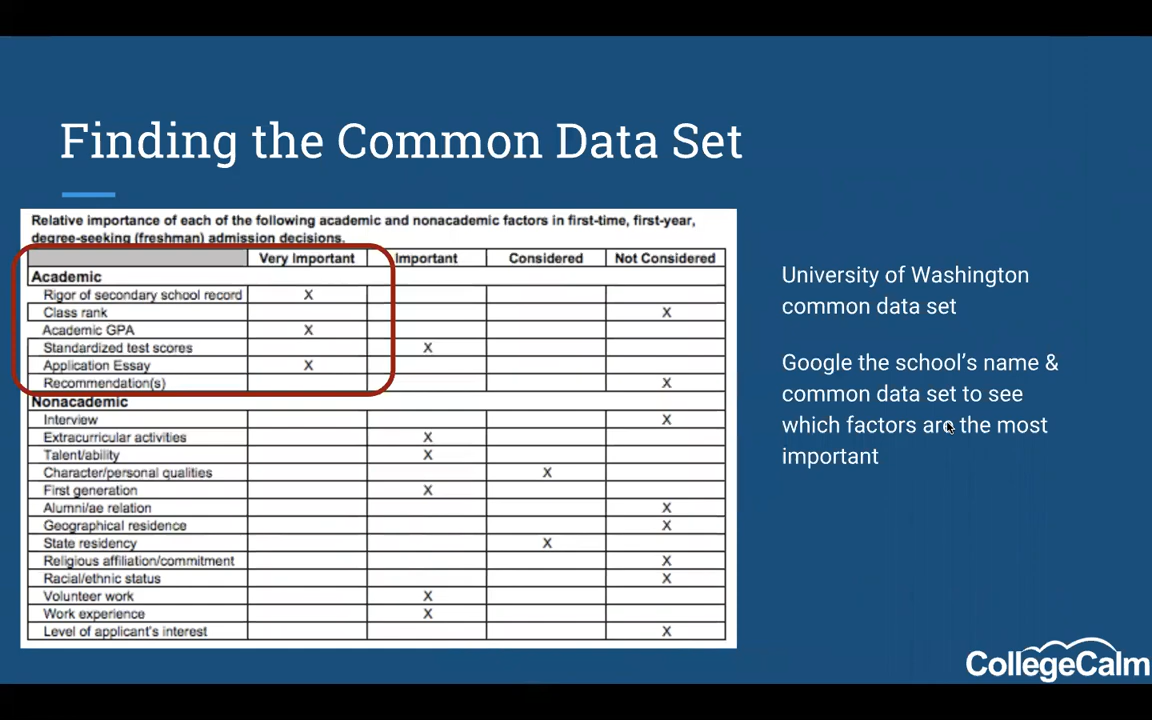 Finding the Common Data Set
Relative importance of each of the following academic and nonacademic factors in first-time, first-year,
degree-seeking (freshman) admission decisions.
Very Important Important Considered Not Considered
Academic
Rigor of secondary school record X
Class rank X
Academic GPA X
Standardized test scores X
Application Essay X
Recommendation(s) X
Nonacademic
Interview X
Extracurricular activities X
Talent/ability X
Character/personal qualities X
First generation X
Alumni/ae relation X
Geographical residence X
State residency X
Religious affiliation/commitment X
Racial/ethnic status X
Volunteer work X
Work experience X
Level of applicant's interest X
University of Washington
common data set
Google the school's name &
common data set to see
which factors are the most
important
CollegeCalm